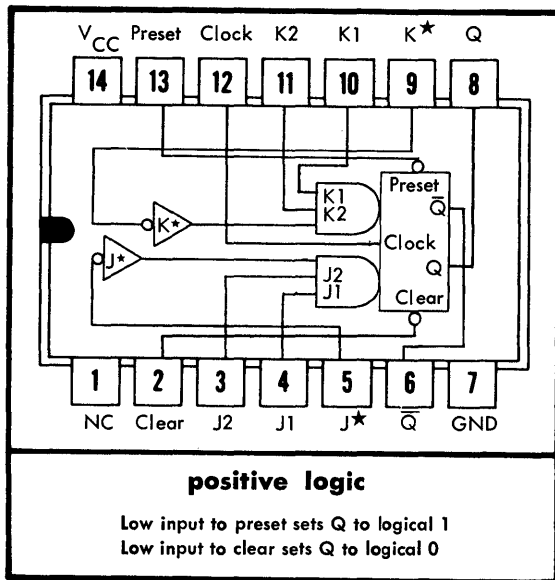 VCC Preset Clock K2 K1 K★ Q
14 13 12 11 10 9 8
Preset
K1
K2
Q̅
K★
Clock
J★
J2
Q
J1
Clear
1 2 3 4 5 6 7
NC Clear J2 J1 J★ Q̅ GND
positive logic
Low input to preset sets Q to logical 1
Low input to clear sets Q to logical 0